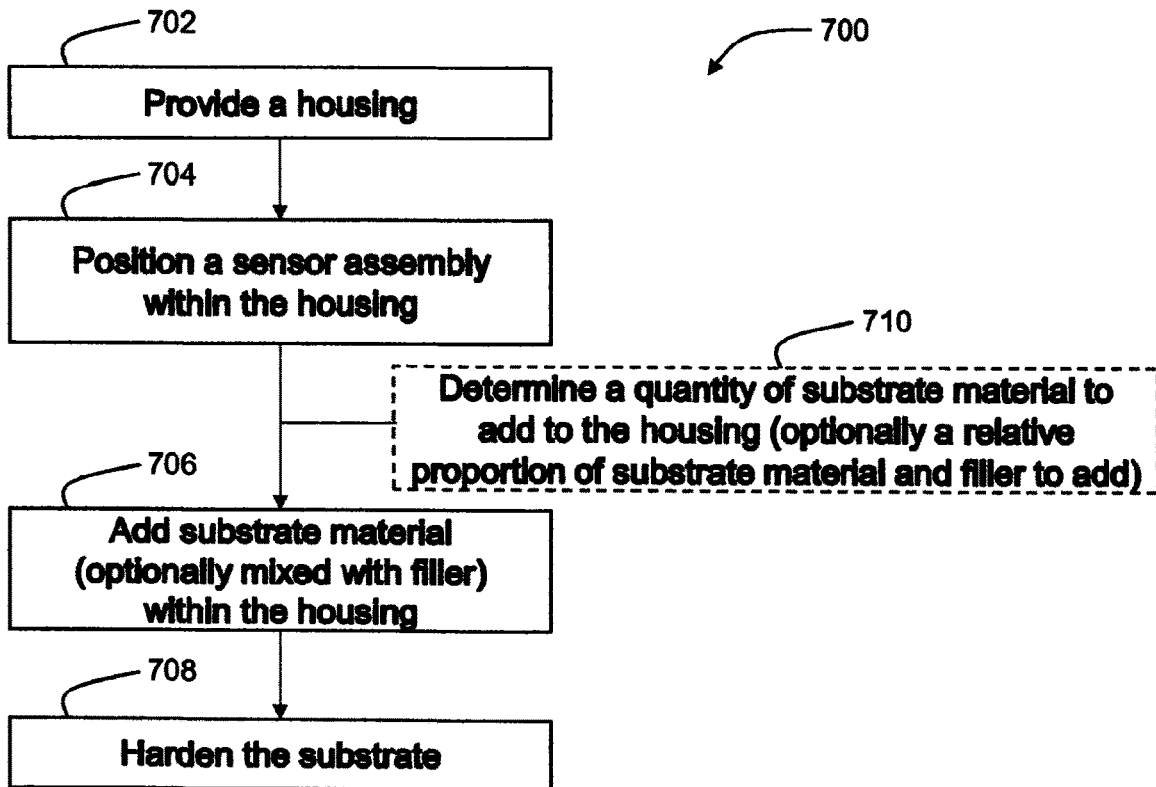 702
700
Provide a housing
704
Position a sensor assembly
within the housing
710
Determine a quantity of substrate material to
add to the housing (optionally a relative
proportion of substrate material and filler to add)
706
Add substrate material
(optionally mixed with filler)
within the housing
708
Harden the substrate